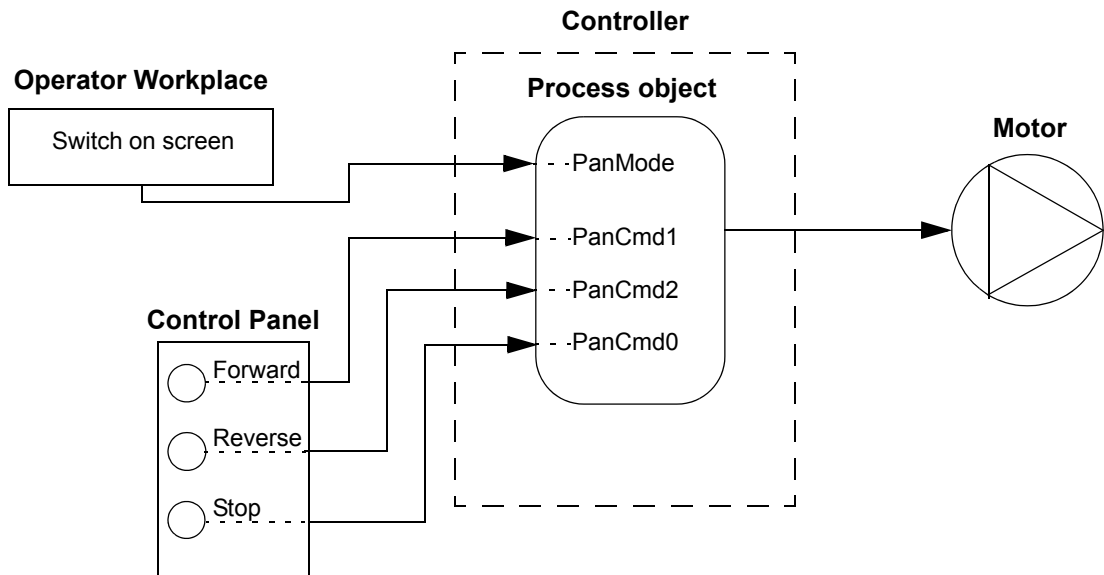 Controller
Operator Workplace
Process object
Switch on screen
Motor
PanMode
PanCmd1
PanCmd2
PanCmd0
Control Panel
Forward
Reverse
Stop